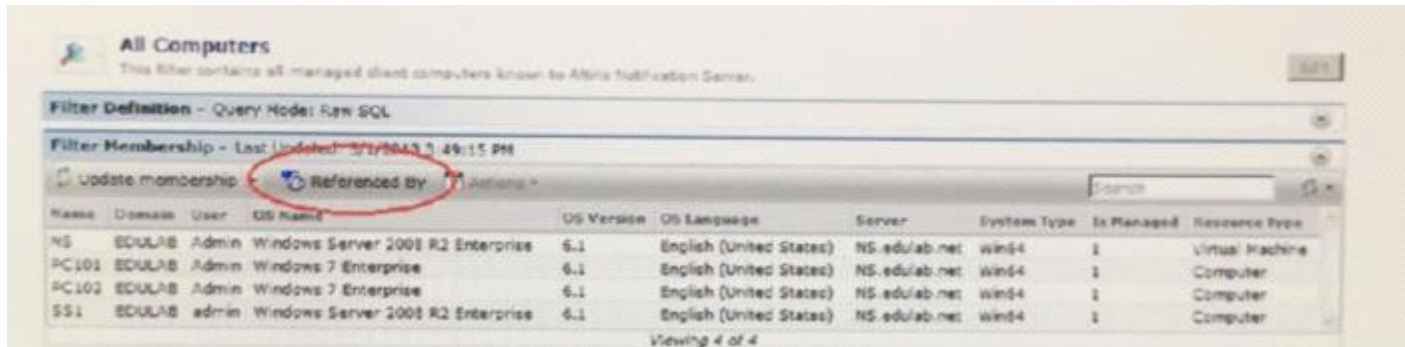 All Computers
This filter contains all managed client computers known to Altiris Notification Server.
Edit
Filter Definition - Query Mode: Raw SQL
Filter Membership - Last Updated: 3:49:15 PM
Update membership Referenced By Actions Search
Name Domain User OS Name OS Version OS Language Server System Type Is Managed Resource Type
NS EDULAB Admin Windows Server 2008 R2 Enterprise 6.1 English (United States) NS.edulab.net Win64 1 Virtual Machine
PC101 EDULAB Admin Windows 7 Enterprise 6.1 English (United States) NS.edulab.net Win64 1 Computer
PC102 EDULAB Admin Windows 7 Enterprise 6.1 English (United States) NS.edulab.net Win64 1 Computer
SS1 EDULAB admin Windows Server 2008 R2 Enterprise 6.1 English (United States) NS.edulab.net Win64 1 Computer
Viewing 4 of 4